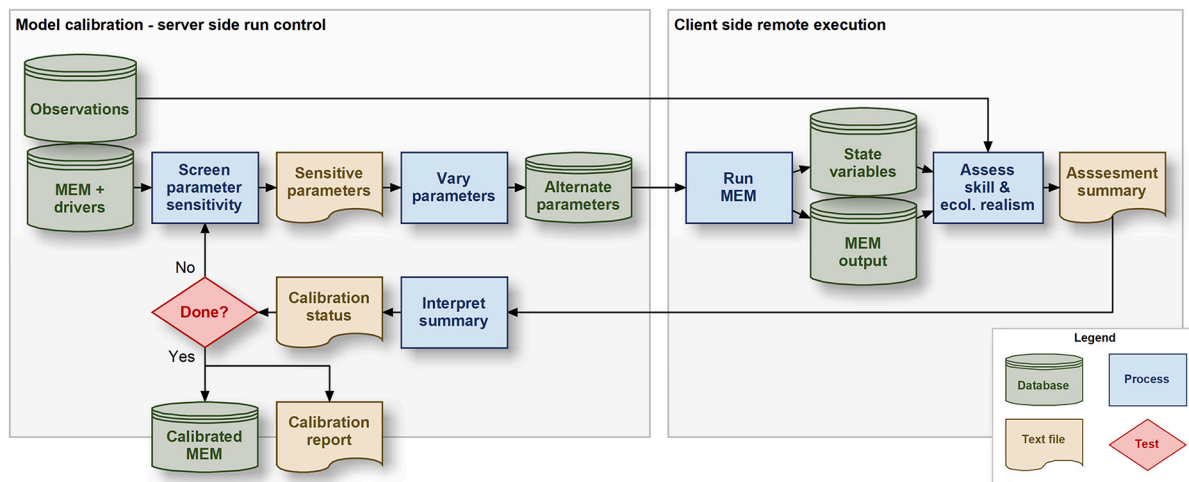 Model calibration - server side run control
Client side remote execution
Observations
MEM +
drivers
Screen
parameter
sensitivity
Sensitive
parameters
Vary
parameters
Alternate
parameters
Run
MEM
State
variables
MEM
output
Assess
skill &
ecol. realism
Asssesment
summary
No
Done?
Yes
Calibration
status
Interpret
summary
Calibrated
MEM
Calibration
report
Legend
Database
Process
Text file
Test